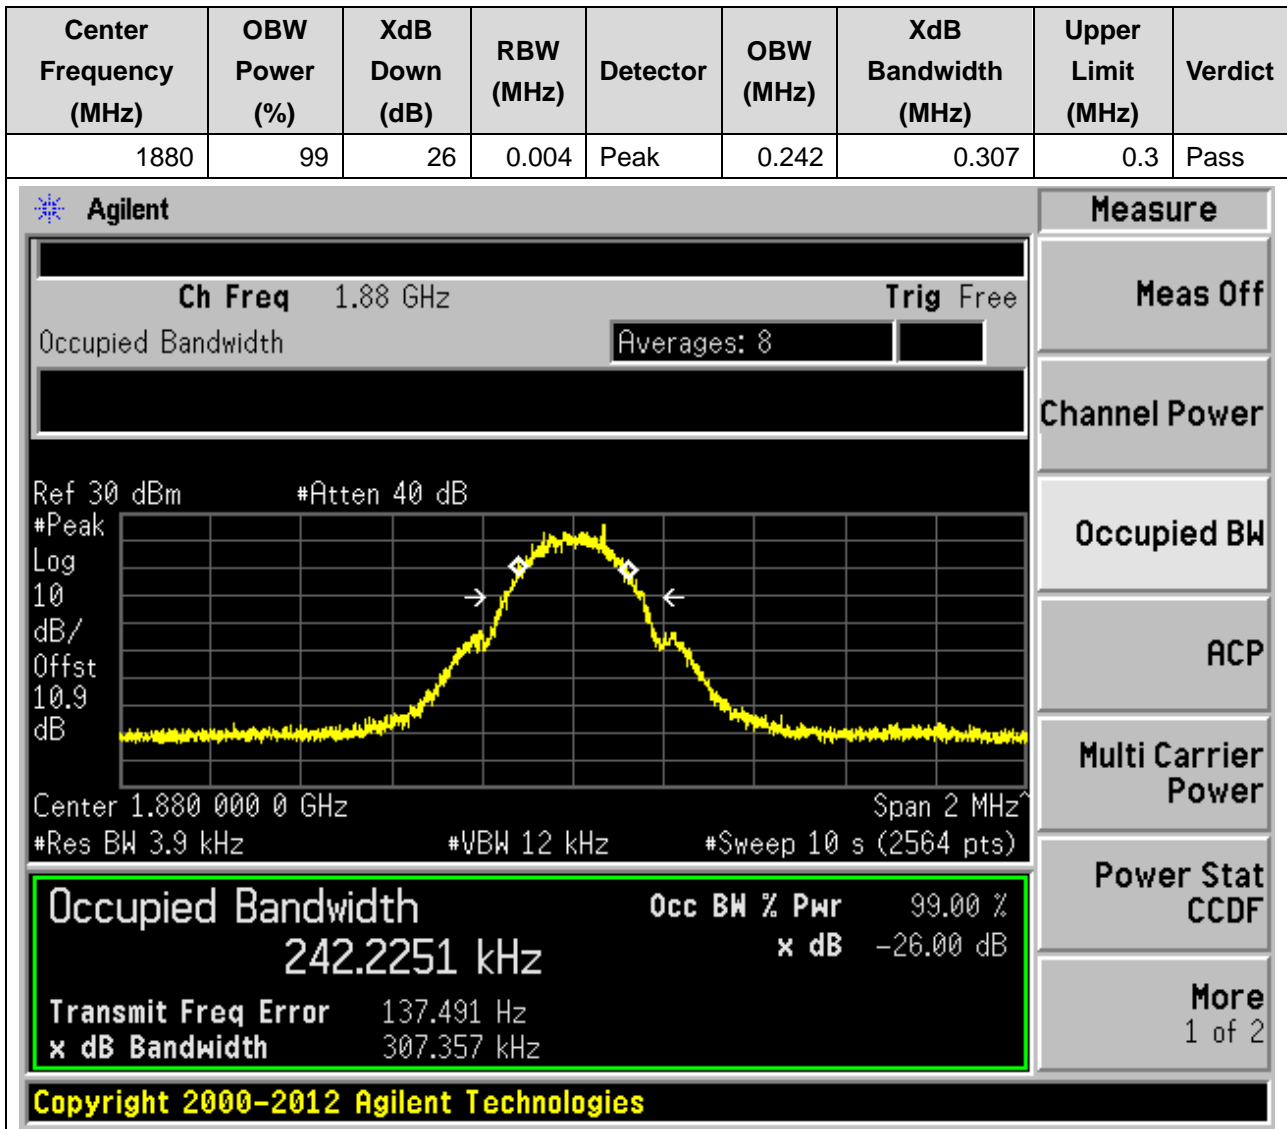 Center Frequency (MHz) OBW Power (%) XdB Down (dB) RBW (MHz) Detector OBW (MHz) XdB Bandwidth (MHz) Upper Limit (MHz) Verdict
1880 99 26 0.004 Peak 0.242 0.307 0.3 Pass
Agilent
Measure
Ch Freq 1.88 GHz Trig Free
Meas Off
Occupied Bandwidth Averages: 8
Channel Power
Ref 30 dBm #Atten 40 dB
#Peak
Log
10
dB/
Offst
10.9
dB
Occupied BW
ACP
Multi Carrier
Power
Center 1.880 000 0 GHz Span 2 MHz^
#Res BW 3.9 kHz #VBW 12 kHz #Sweep 10 s (2564 pts)
Power Stat
CCDF
Occupied Bandwidth Occ BW % Pwr 99.00 %
242.2251 kHz x dB -26.00 dB
Transmit Freq Error 137.491 Hz
x dB Bandwidth 307.357 kHz
More
1 of 2
Copyright 2000-2012 Agilent Technologies